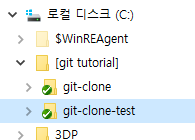 로컬 디스크 (C:)
$WinREAgent
[git tutorial]
git-clone
git-clone-test
3DP